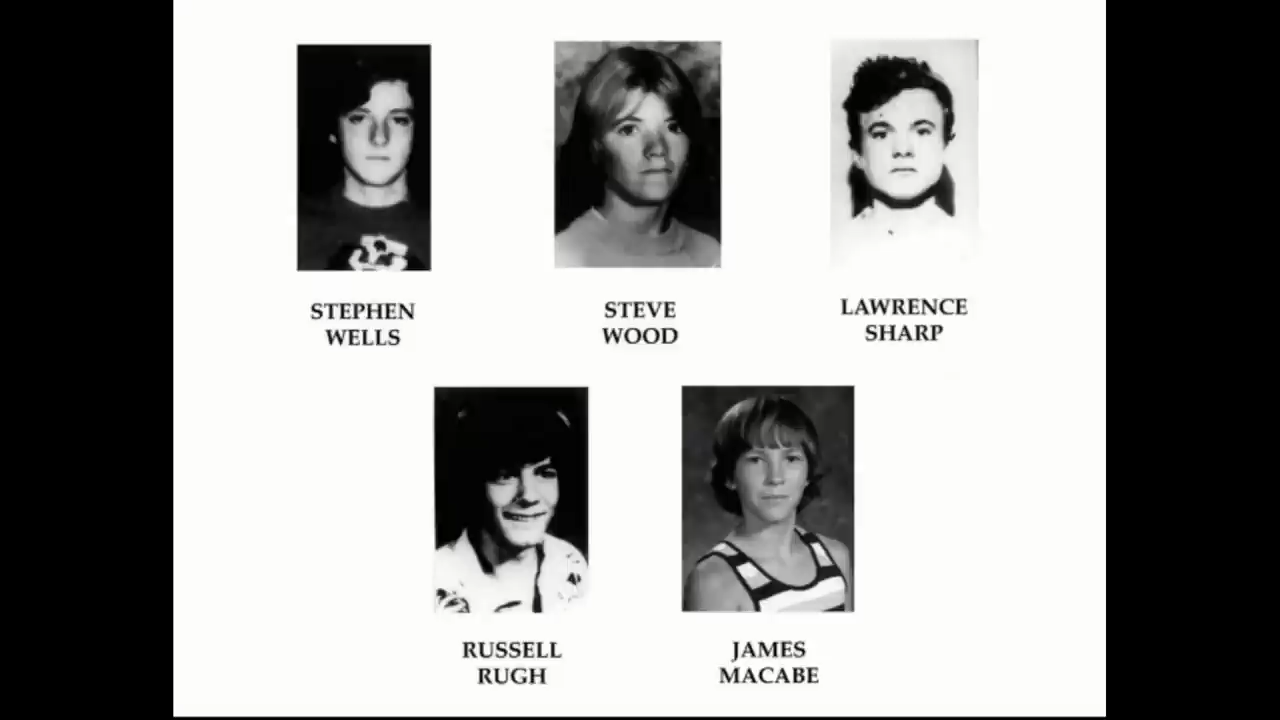 STEPHEN
WELLS
STEVE
WOOD
LAWRENCE
SHARP
RUSSELL
RUGH
JAMES
MACABE